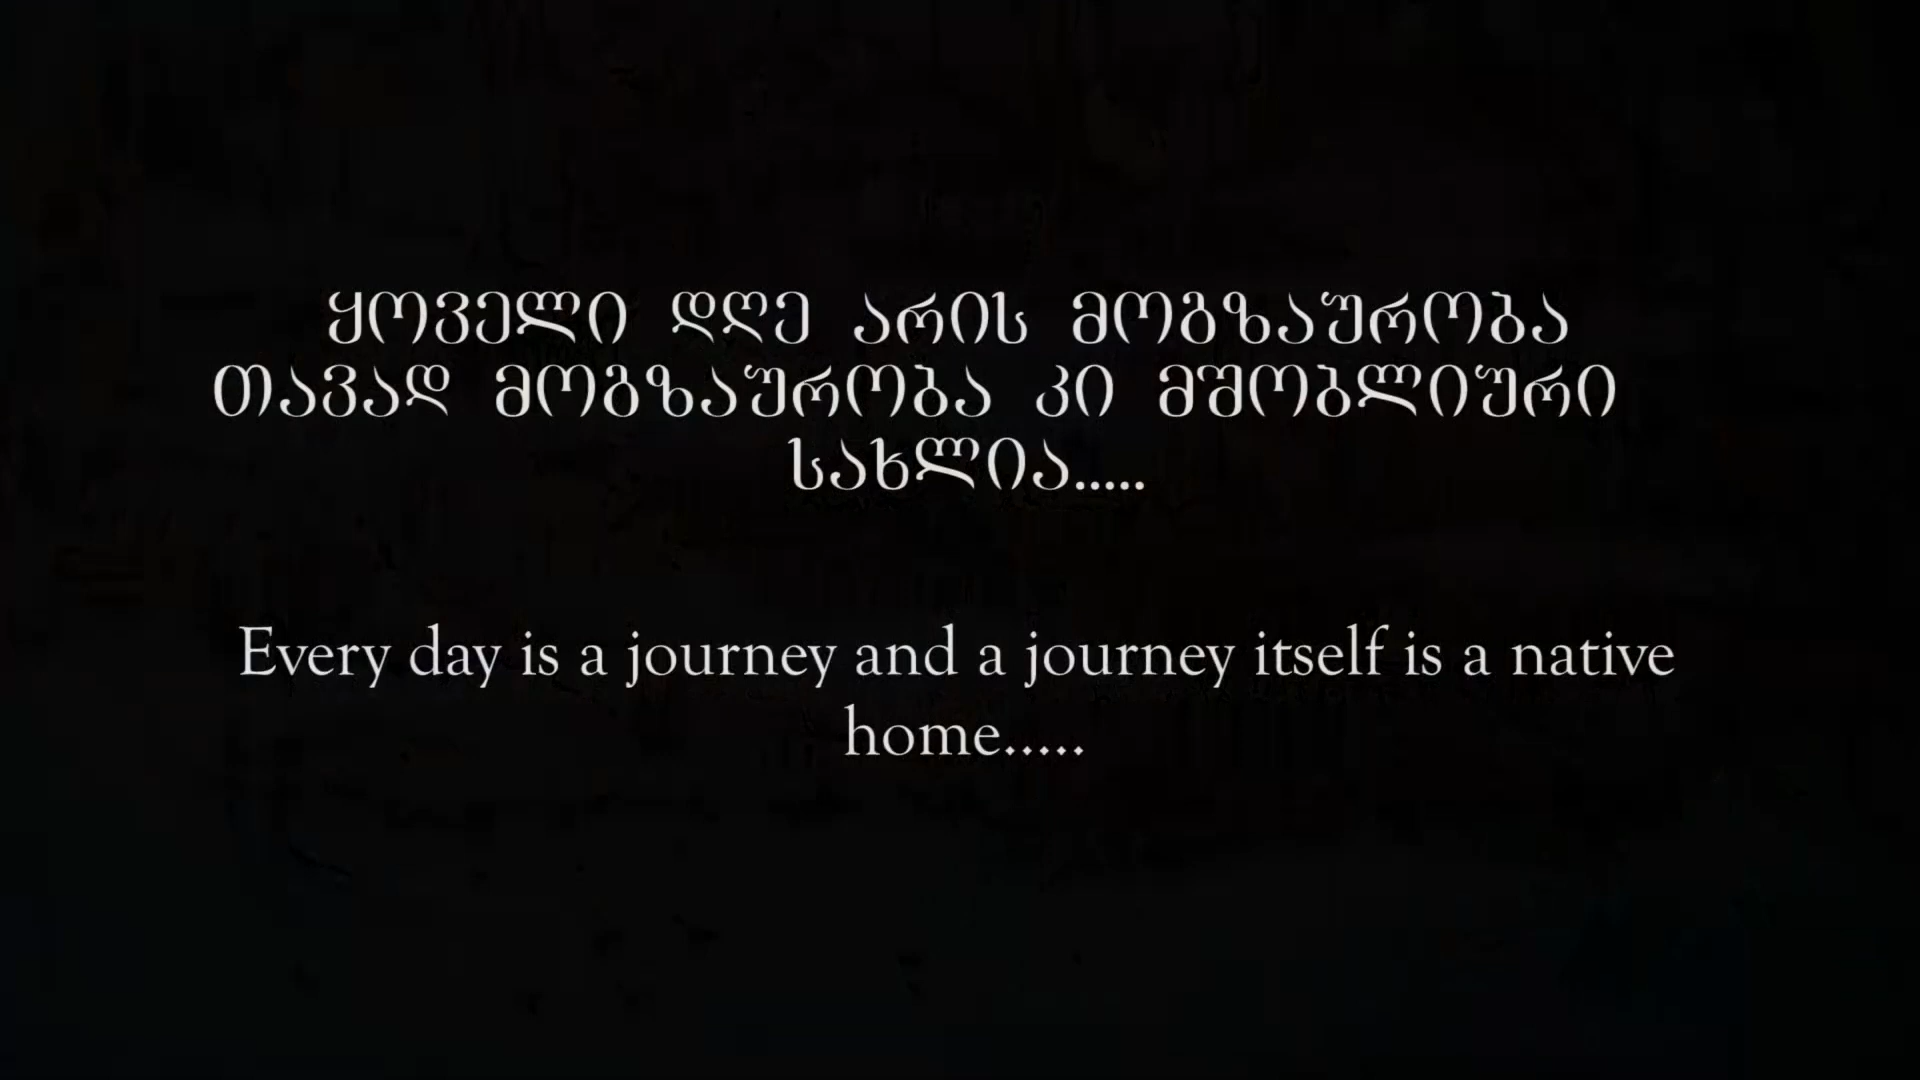 ყოველი დღე არის მოგზაურობა
თავად მოგზაურობა კი მშობლიური
სახლია.....
Every day is a journey and a journey itself is a native
home.....